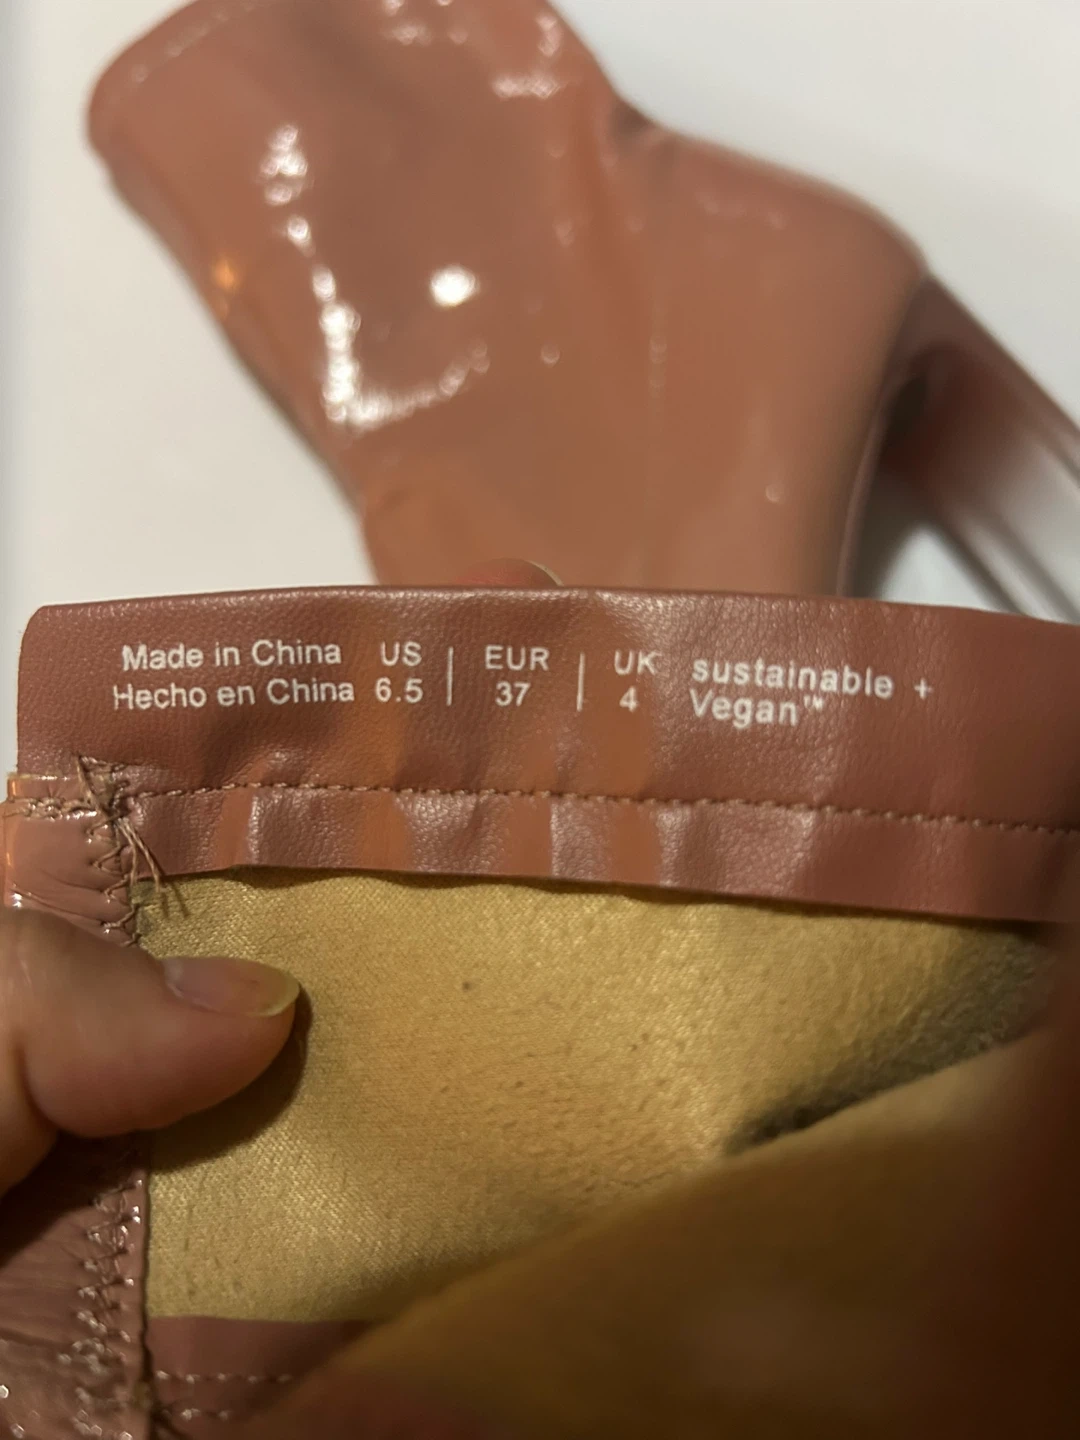 Made in China US | EUR | UK sustainable +
Hecho en China 6.5 | 37 | 4 Vegan™